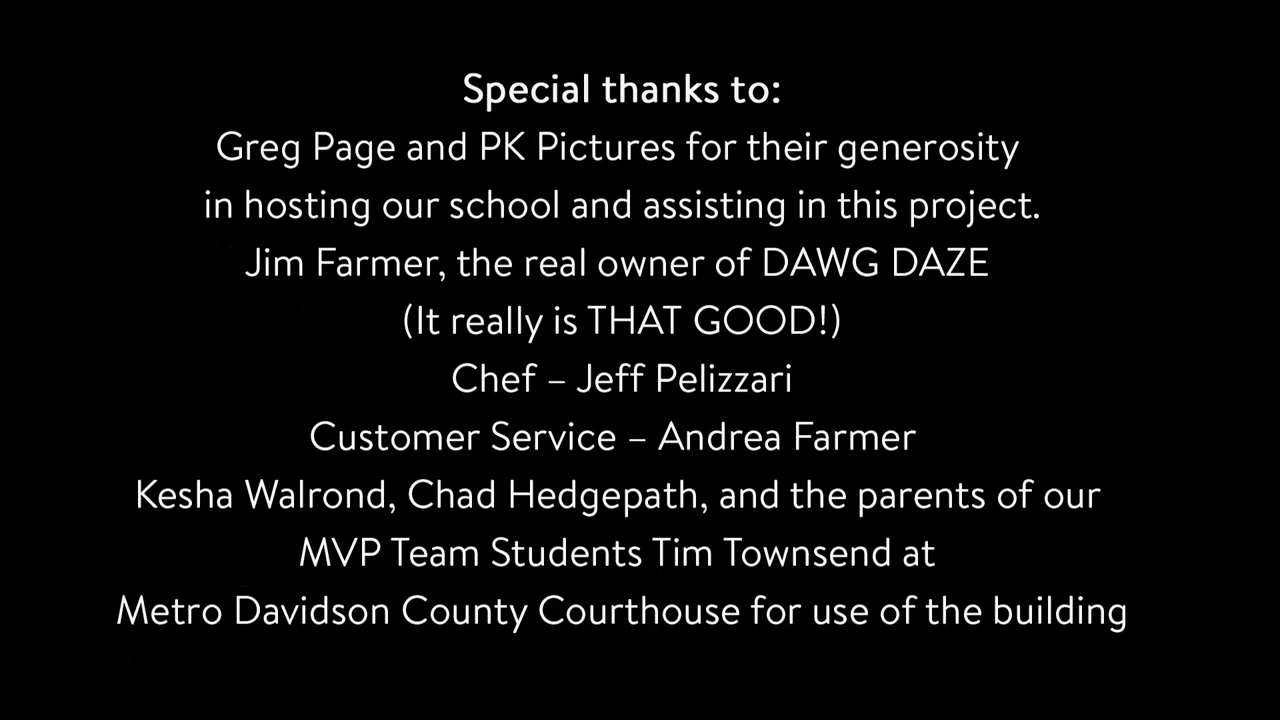 Special thanks to:
Greg Page and PK Pictures for their generosity
in hosting our school and assisting in this project.
Jim Farmer, the real owner of DAWG DAZE
(It really is THAT GOOD!)
Chef – Jeff Pelizzari
Customer Service – Andrea Farmer
Kesha Walrond, Chad Hedgepath, and the parents of our
MVP Team Students Tim Townsend at
Metro Davidson County Courthouse for use of the building